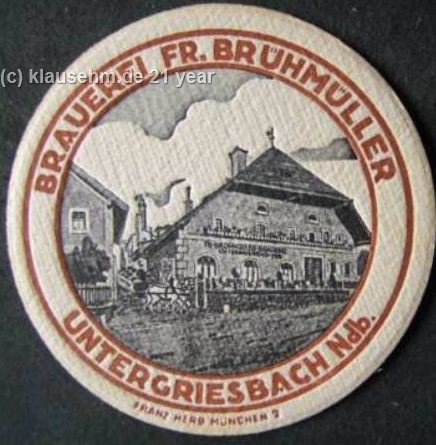 BRAUEREI FR. BRÜHMÜLLER
(c) klausehm.de 21 year
UNTERGRIESBACH Ndb.
FRANZ HERB MÜNCHEN 2